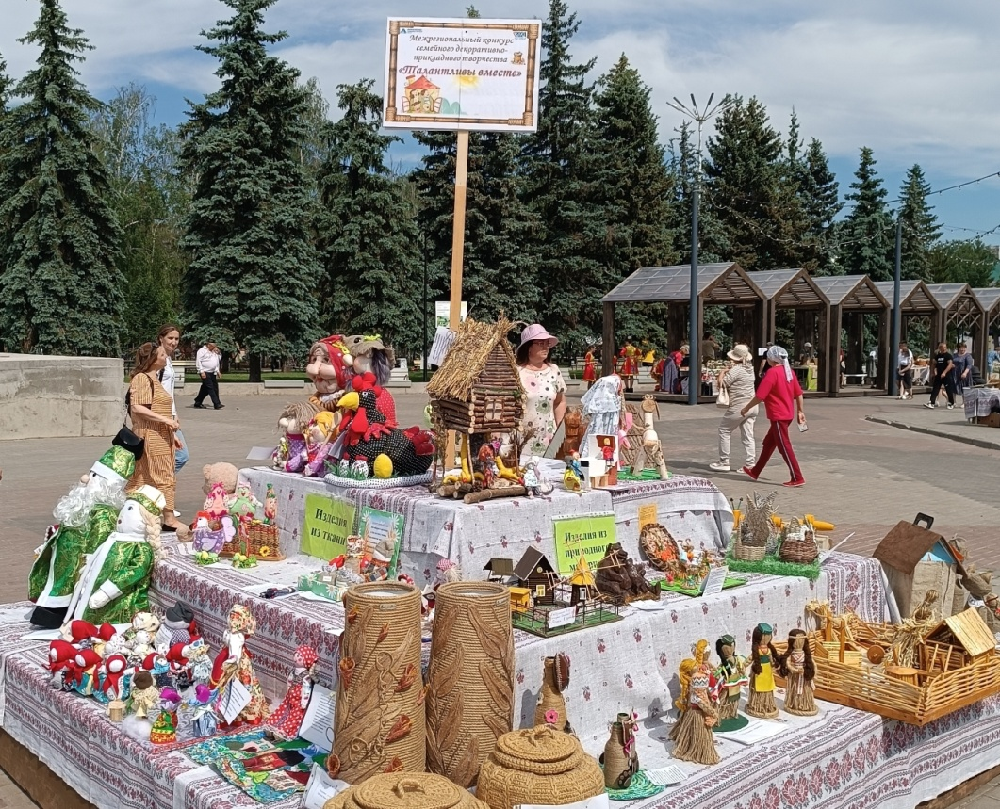 Межрегиональный конкурс
семейного декоративно-
прикладного творчества
«Талантливы вместе»
Изделия
из ткани
Изделия из
природного